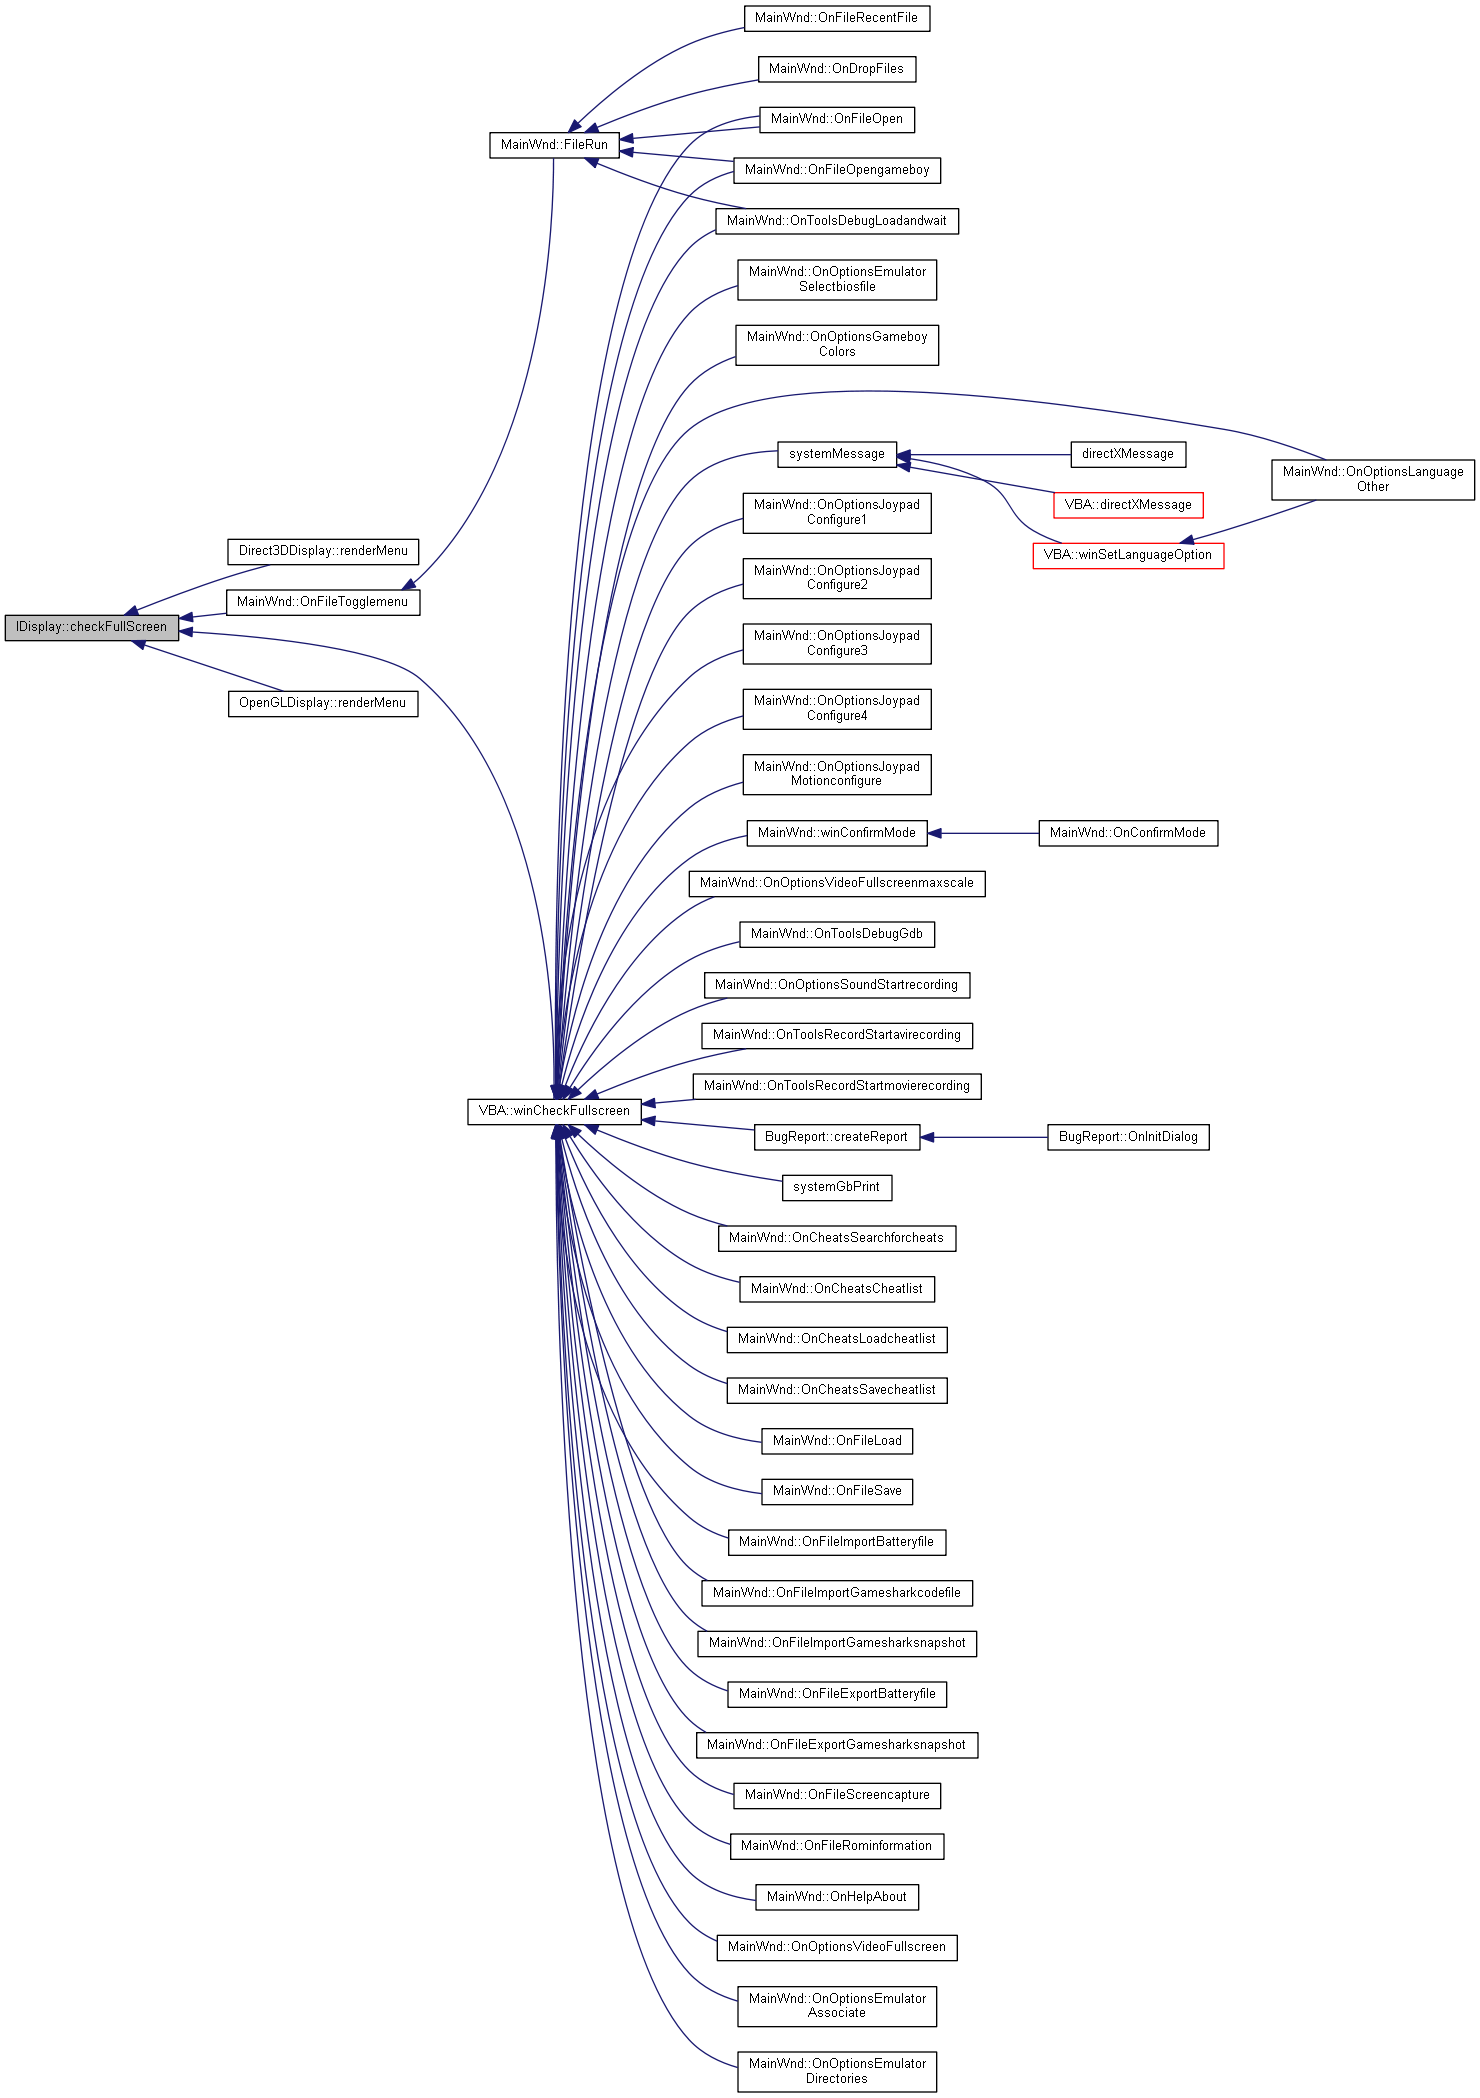 MainWnd::OnFileRecentFile
MainWnd::OnDropFiles
MainWnd::OnFileOpen
MainWnd::FileRun
MainWnd::OnFileOpengameboy
MainWnd::OnToolsDebugLoadandwait
MainWnd::OnOptionsEmulator
Selectbiosfile
MainWnd::OnOptionsGameboy
Colors
systemMessage
directXMessage
MainWnd::OnOptionsLanguage
Other
VBA::directXMessage
VBA::winSetLanguageOption
MainWnd::OnOptionsJoypad
Configure1
MainWnd::OnOptionsJoypad
Configure2
Direct3DDisplay::renderMenu
MainWnd::OnFileTogglemenu
IDisplay::checkFullScreen
OpenGLDisplay::renderMenu
MainWnd::OnOptionsJoypad
Configure3
MainWnd::OnOptionsJoypad
Configure4
MainWnd::OnOptionsJoypad
Motionconfigure
MainWnd::winConfirmMode
MainWnd::OnConfirmMode
MainWnd::OnOptionsVideoFullscreenmaxscale
MainWnd::OnToolsDebugGdb
MainWnd::OnOptionsSoundStartrecording
MainWnd::OnToolsRecordStartavirecording
MainWnd::OnToolsRecordStartmovierecording
VBA::winCheckFullscreen
BugReport::createReport
BugReport::OnInitDialog
systemGbPrint
MainWnd::OnCheatsSearchforcheats
MainWnd::OnCheatsCheatlist
MainWnd::OnCheatsLoadcheatlist
MainWnd::OnCheatsSavecheatlist
MainWnd::OnFileLoad
MainWnd::OnFileSave
MainWnd::OnFileImportBatteryfile
MainWnd::OnFileImportGamesharkcodefile
MainWnd::OnFileImportGamesharksnapshot
MainWnd::OnFileExportBatteryfile
MainWnd::OnFileExportGamesharksnapshot
MainWnd::OnFileScreencapture
MainWnd::OnFileRominformation
MainWnd::OnHelpAbout
MainWnd::OnOptionsVideoFullscreen
MainWnd::OnOptionsEmulator
Associate
MainWnd::OnOptionsEmulator
Directories